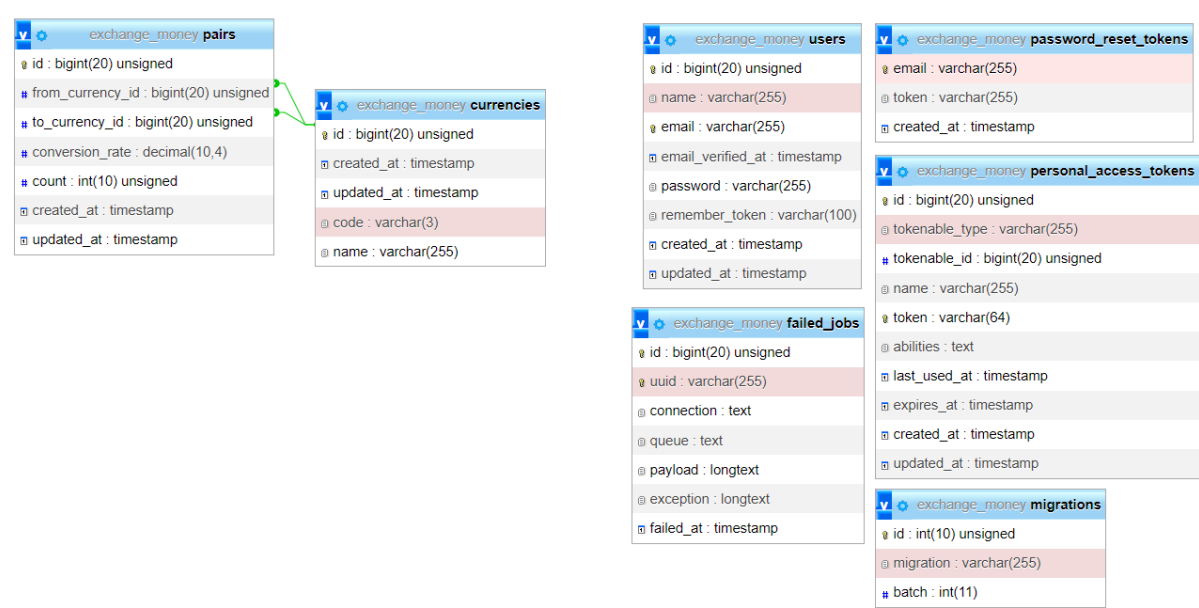 exchange_money pairs
id : bigint(20) unsigned
from_currency_id : bigint(20) unsigned
to_currency_id : bigint(20) unsigned
conversion_rate : decimal(10,4)
count : int(10) unsigned
created_at : timestamp
updated_at : timestamp
exchange_money currencies
id : bigint(20) unsigned
created_at : timestamp
updated_at : timestamp
code : varchar(3)
name : varchar(255)
exchange_money users
id : bigint(20) unsigned
name : varchar(255)
email : varchar(255)
email_verified_at : timestamp
password : varchar(255)
remember_token : varchar(100)
created_at : timestamp
updated_at : timestamp
exchange_money failed_jobs
id : bigint(20) unsigned
uuid : varchar(255)
connection : text
queue : text
payload : longtext
exception : longtext
failed_at : timestamp
exchange_money password_reset_tokens
email : varchar(255)
token : varchar(255)
created_at : timestamp
exchange_money personal_access_tokens
id : bigint(20) unsigned
tokenable_type : varchar(255)
tokenable_id : bigint(20) unsigned
name : varchar(255)
token : varchar(64)
abilities : text
last_used_at : timestamp
expires_at : timestamp
created_at : timestamp
updated_at : timestamp
exchange_money migrations
id : int(10) unsigned
migration : varchar(255)
batch : int(11)